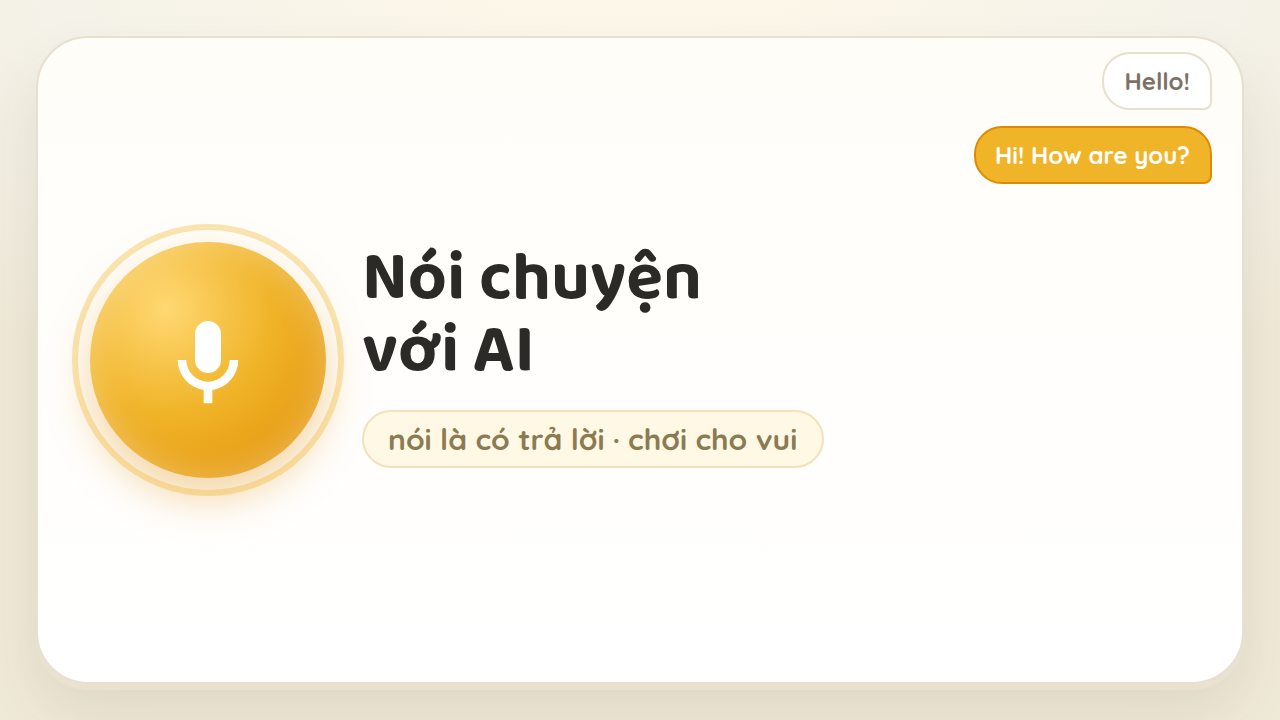 Hello!
Hi! How are you?
Nói chuyện
với AI
nói là có trả lời · chơi cho vui